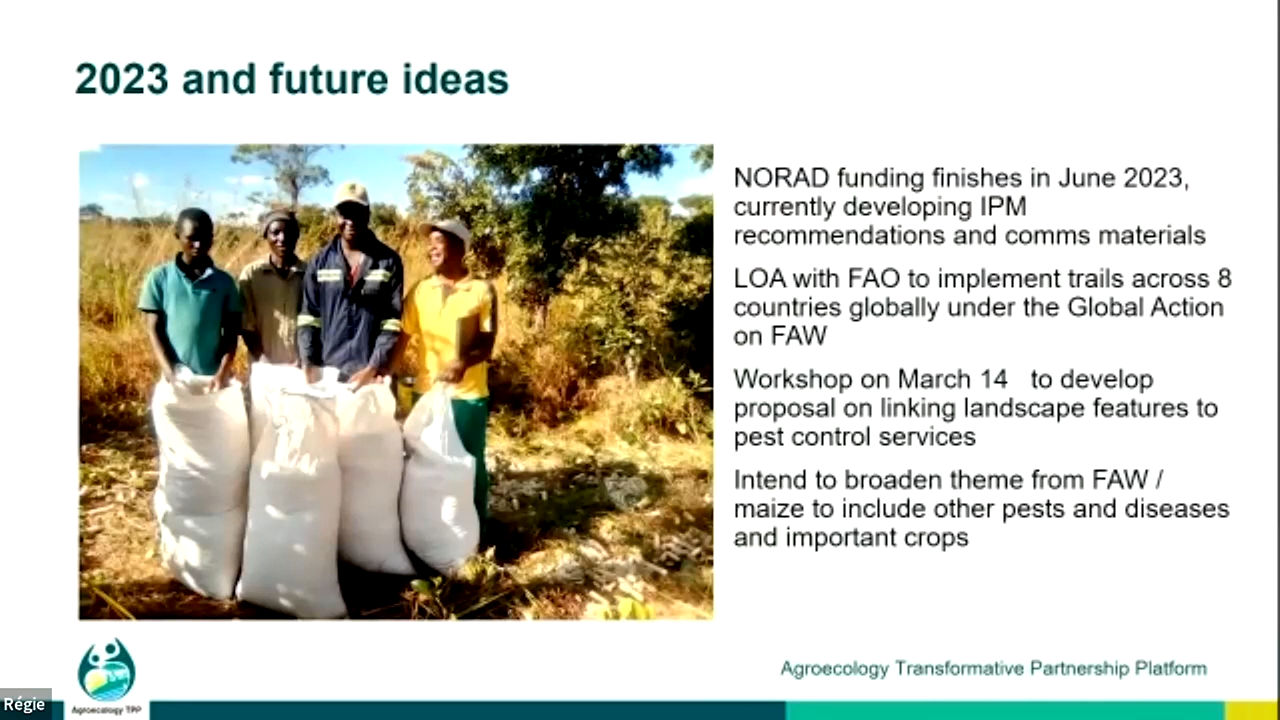 2023 and future ideas
NORAD funding finishes in June 2023,
currently developing IPM
recommendations and comms materials
LOA with FAO to implement trails across 8
countries globally under the Global Action
on FAW
Workshop on March 14   to develop
proposal on linking landscape features to
pest control services
Intend to broaden theme from FAW /
maize to include other pests and diseases
and important crops
Agroecology Transformative Partnership Platform
Régie
Agroecology TPP